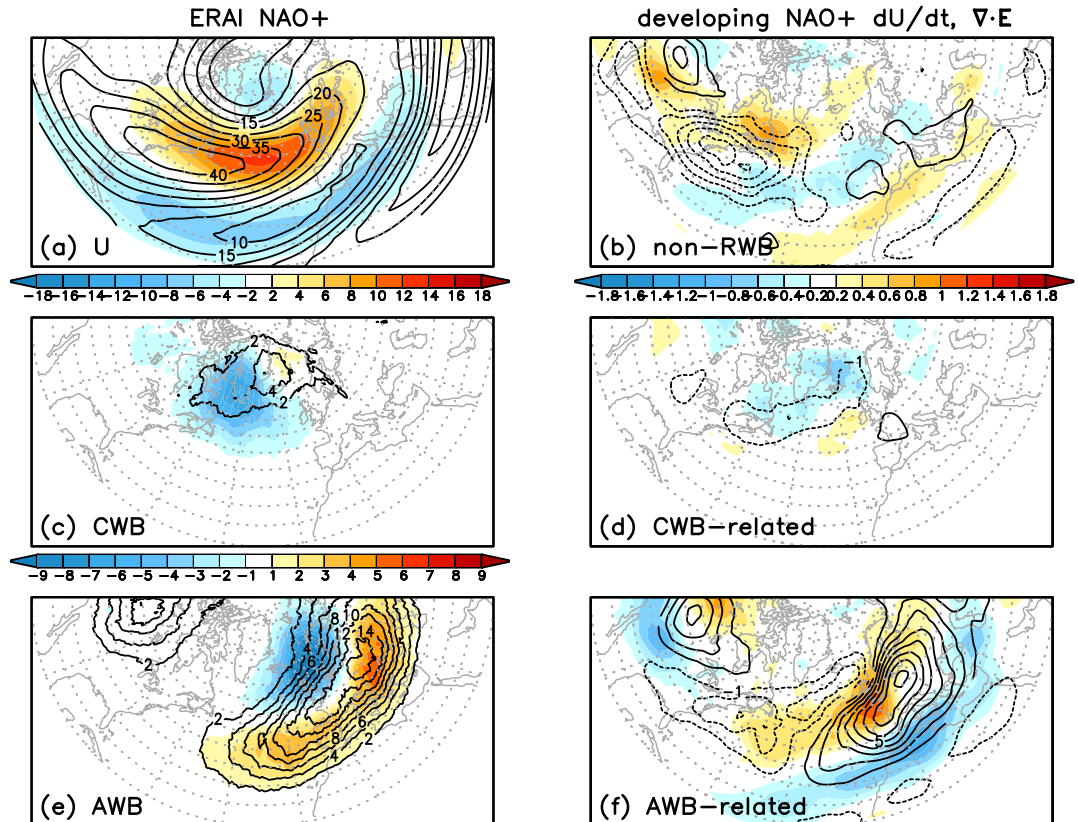 ERAI NAO+
developing NAO+ dU/dt, ∇·E
20
25
15
30 35
40
10
15
(a) U
(b) non−RWB
−18−16−14−12−10 −8 −6 −4 −2 2 4 6 8 10 12 14 16 18
−1.8−1.6−1.4−1.2−1−0.8−0.6−0.4−0.20.2 0.4 0.6 0.8 1 1.2 1.4 1.6 1.8
2
4
2
−1
(c) CWB
(d) CWB−related
−9 −8 −7 −6 −5 −4 −3 −2 −1 1 2 3 4 5 6 7 8 9
8 10
12 14
4
6
2
2
6
8 2
4
1
5
(e) AWB
(f) AWB−related